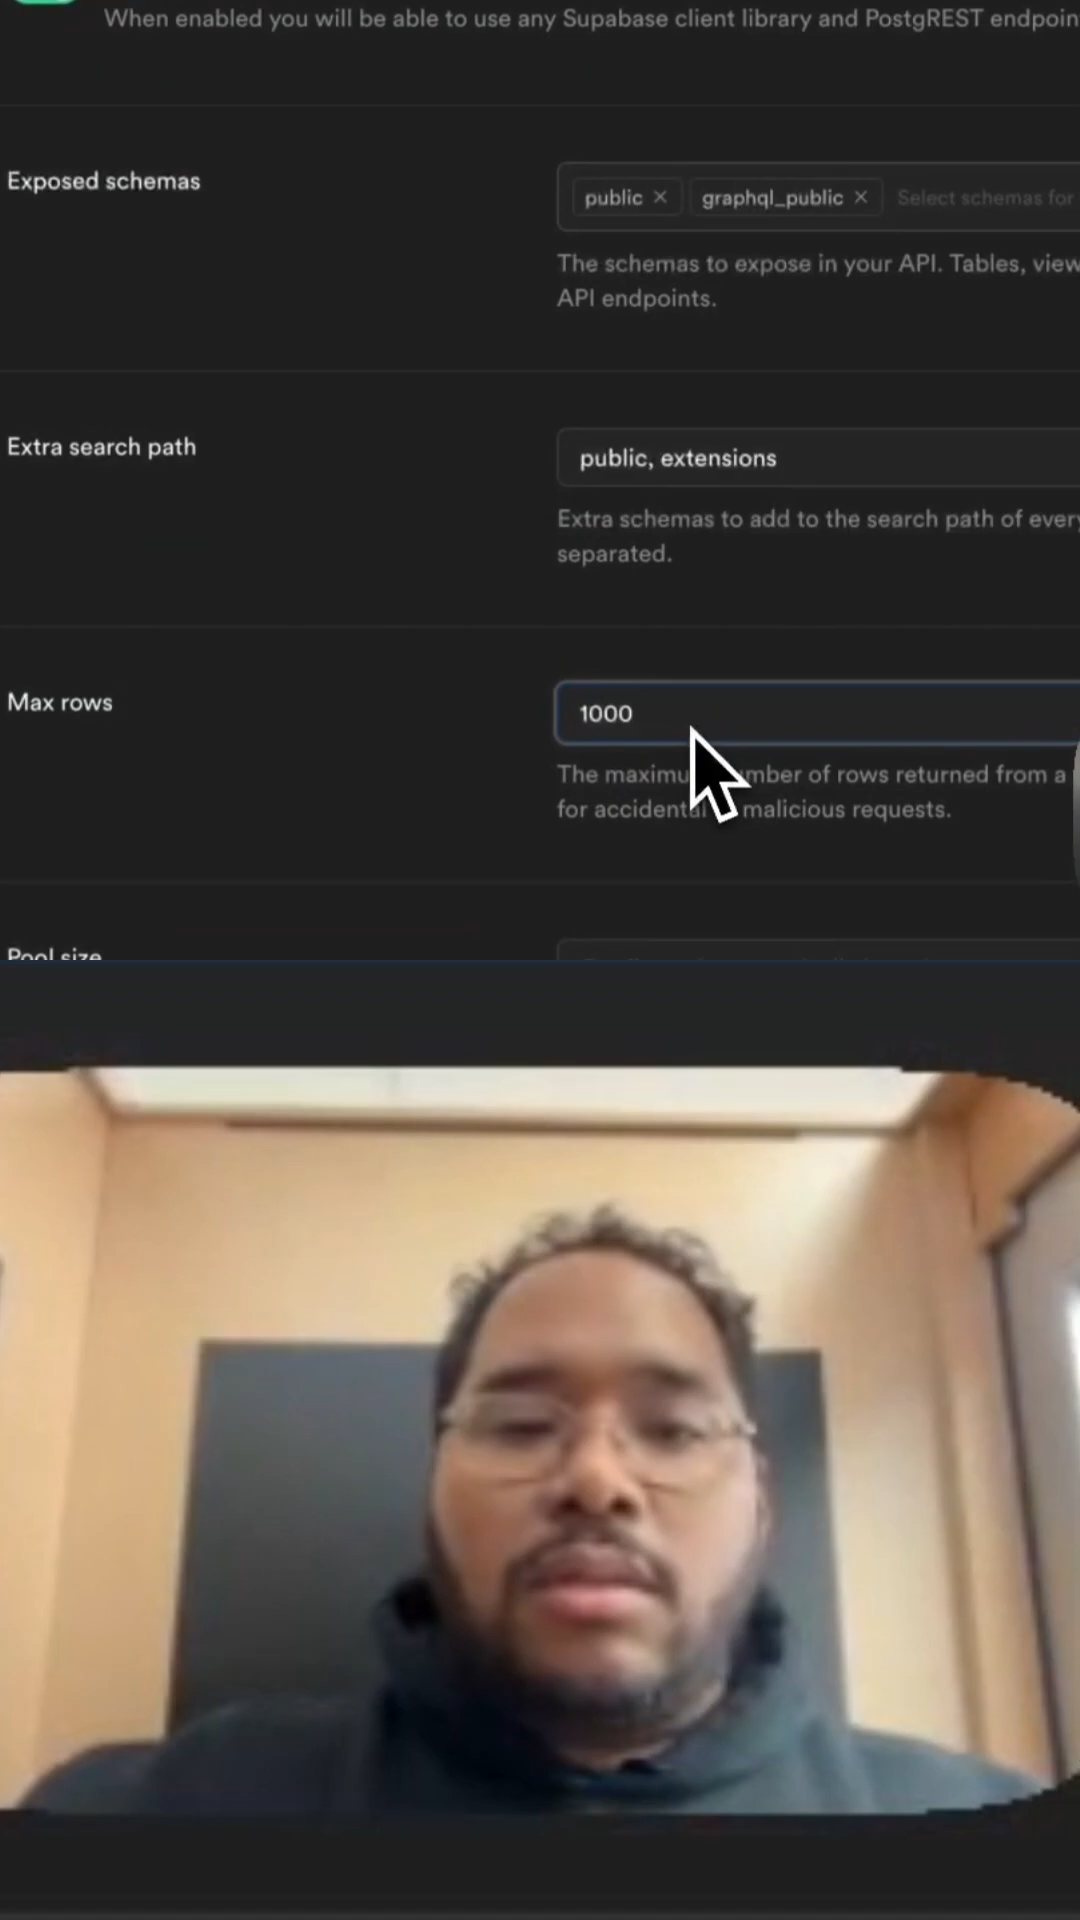 When enabled you will be able to use any Supabase client library and PostgREST endpoin
Exposed schemas
public × graphql_public × Select schemas for
The schemas to expose in your API. Tables, view
API endpoints.
Extra search path
public, extensions
Extra schemas to add to the search path of every
separated.
Max rows
1000
The maximu mber of rows returned from a
for accidental malicious requests.
Pool size